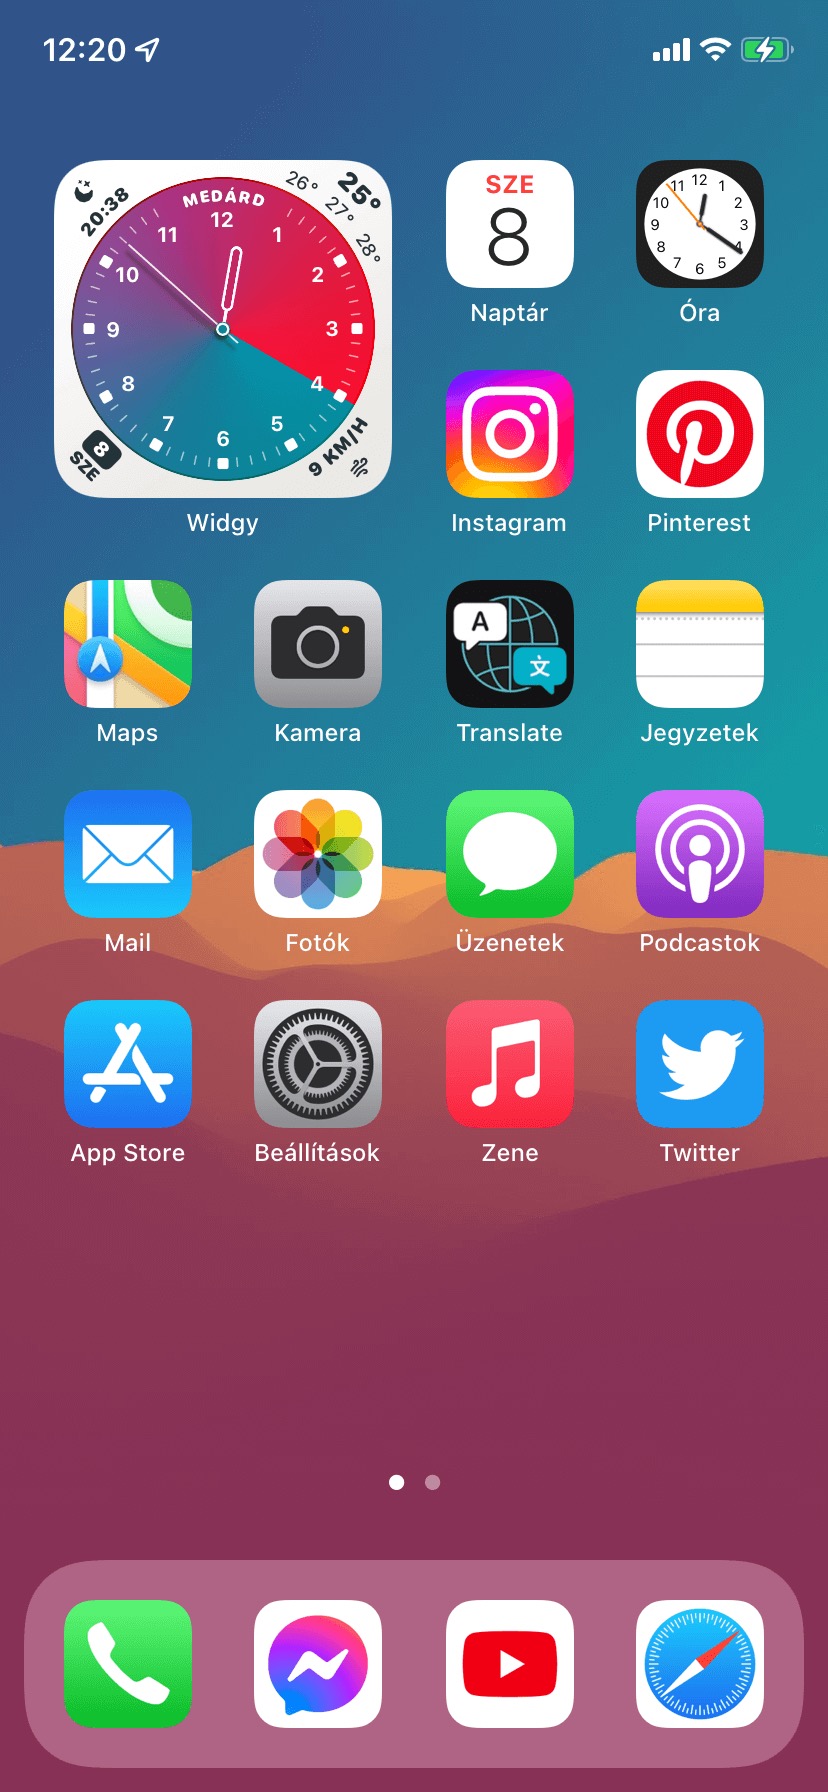 12:20
20:38
MEDÁRD
26°
25°
27°
28°
12
1
2
3
4
5
6
7
8
9
10
11
SZE
8
9 KM/H
Widgy
SZE
8
Naptár
12
1
2
3
4
5
6
7
8
9
10
11
Óra
Instagram
Pinterest
Maps
Kamera
A
文
Translate
Jegyzetek
Mail
Fotók
Üzenetek
Podcastok
App Store
Beállítások
Zene
Twitter